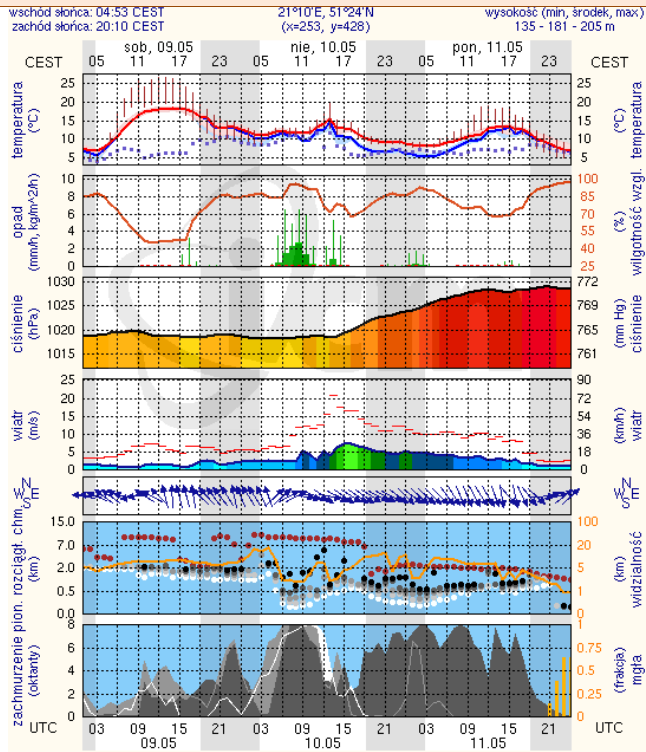 wschód słońca: 04:53 CEST 21°10'E, 51°24'N wysokość (min, środek, max)
zachód słońca: 20:10 CEST (x=253, y=428) 135 - 181 - 205 m
sob, 09.05 nie, 10.05 pon, 11.05
CEST 05 11 17 23 05 11 17 23 05 11 17 23 CEST
temperatura (°C)
25 20 15 10 5
25 20 15 10 5
(°C) temperatura
opad (mm/h, kg/m^2/h)
10 8 6 4 2 0
100 85 70 55 40 25
(%) wilgotność wzgl.
ciśnienie (hPa)
1030 1025 1020 1015
772 769 765 761
(mm Hg) ciśnienie
wiatr (m/s)
25 20 15 10 5 0
90 72 54 36 18 0
(km/h) wiatr
N W E S
N W E S
pion. rozciągł. chm. (km)
15.0 7.0 2.0 0.5 0.0
100 20 5 1 0
(km) widzialność
zachmurzenie (oktanty)
8 6 4 2 0
1 0.75 0.5 0.25 0
(frakcja) mgła
UTC 03 09 15 21 03 09 15 21 03 09 15 21 UTC
09.05 10.05 11.05